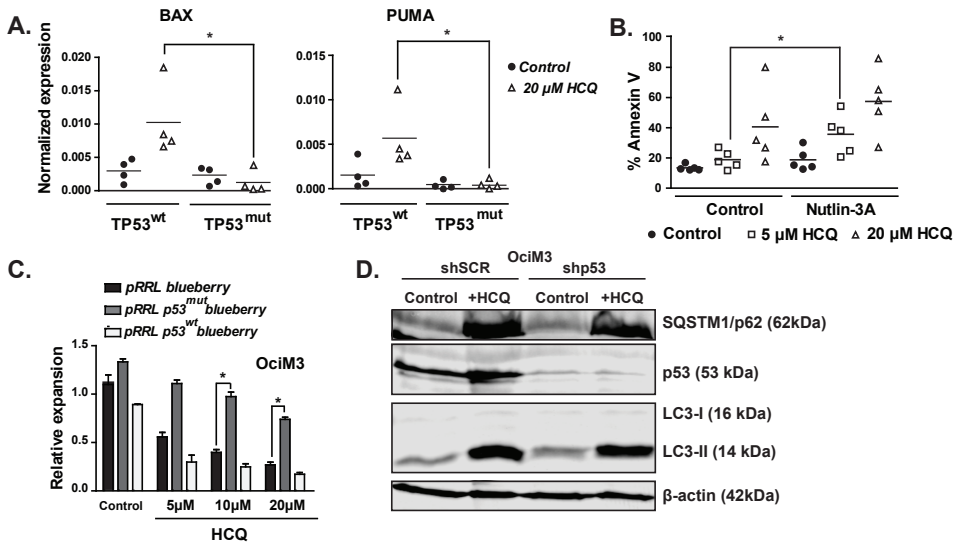 A.
BAX
PUMA
Normalized expression
0.020
0.015
0.010
0.005
0.000
*
TP53wt
TP53mut
0.015
0.010
0.005
0.000
*
TP53wt
TP53mut
Control
20 µM HCQ
B.
% Annexin V
100
80
60
40
20
0
*
Control
Nutlin-3A
Control
5 µM HCQ
20 µM HCQ
C.
pRRL blueberry
pRRL p53mut blueberry
pRRL p53wt blueberry
OciM3
Relative expansion
1.5
1.0
0.5
0.0
*
*
Control
5µM
10µM
20µM
HCQ
D.
OciM3
shSCR
shp53
Control
+HCQ
Control
+HCQ
SQSTM1/p62 (62kDa)
p53 (53 kDa)
LC3-I (16 kDa)
LC3-II (14 kDa)
β-actin (42kDa)